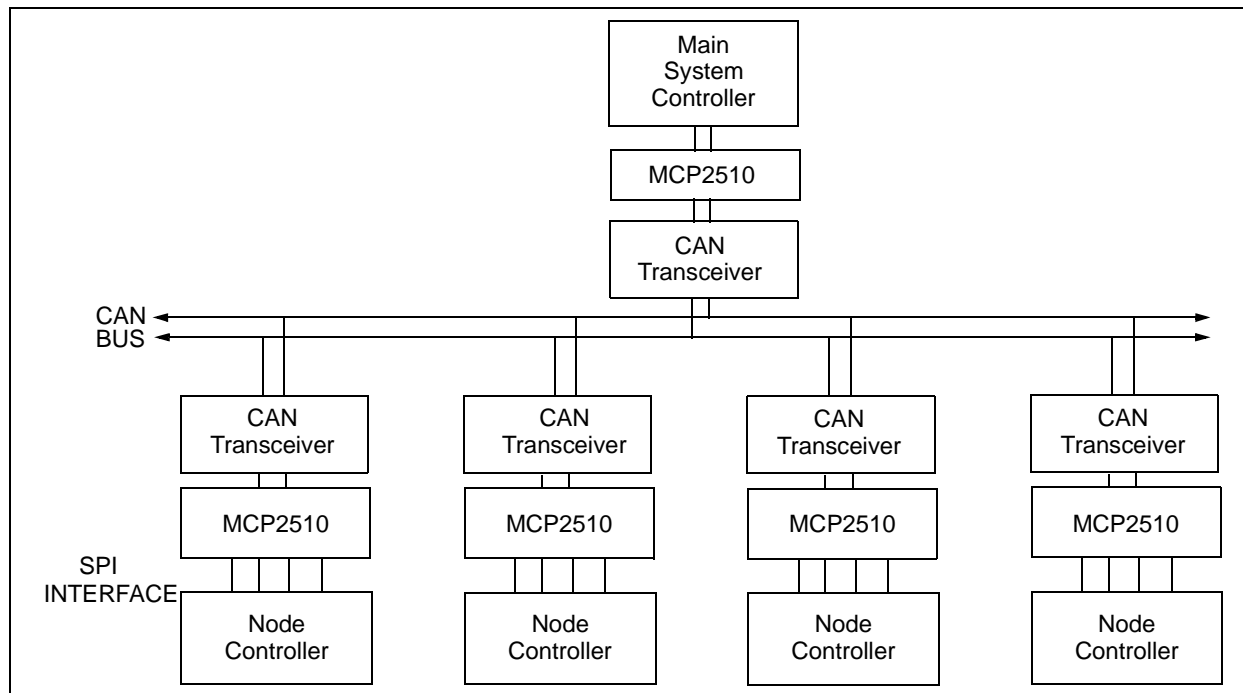 Main
System
Controller
MCP2510
CAN
Transceiver
CAN
BUS
CAN
Transceiver
CAN
Transceiver
CAN
Transceiver
CAN
Transceiver
MCP2510
MCP2510
MCP2510
MCP2510
SPI
INTERFACE
Node
Controller
Node
Controller
Node
Controller
Node
Controller